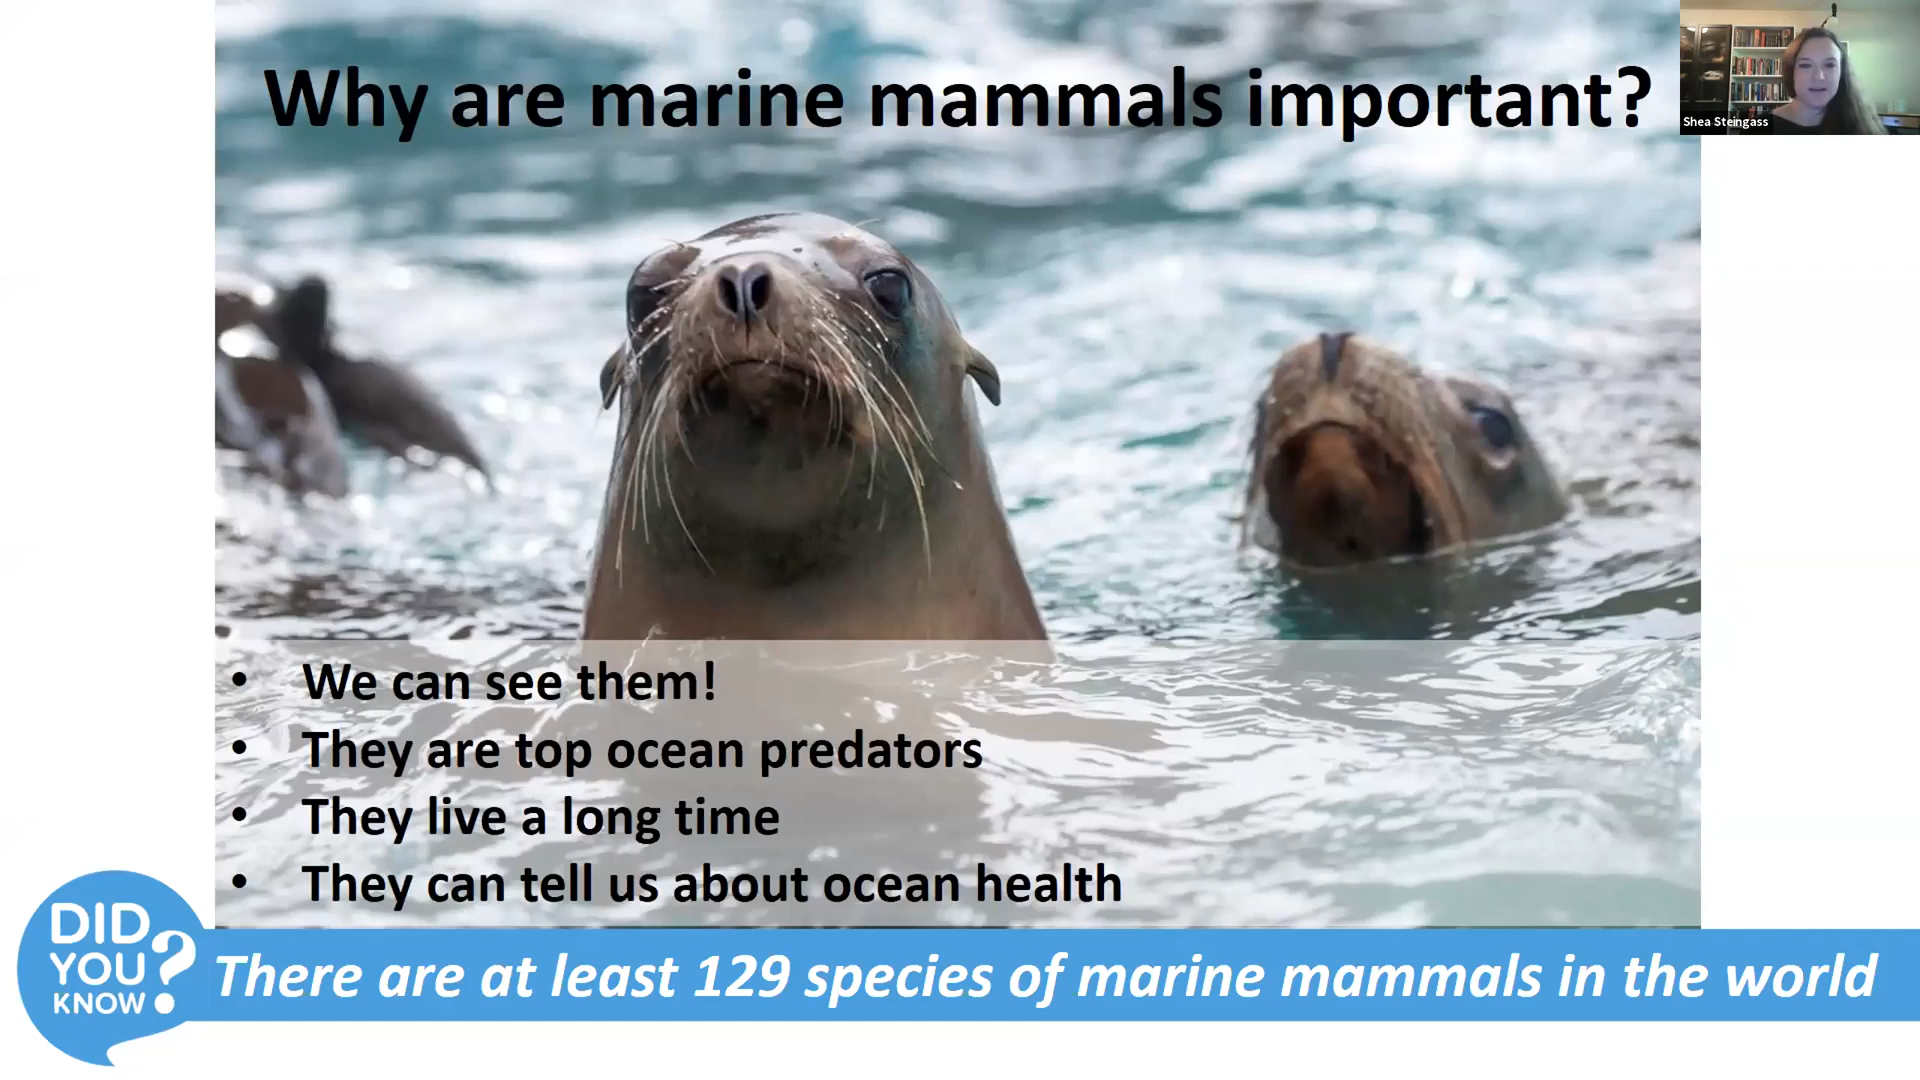 Why are marine mammals important?
Shea Steingass
• We can see them!
• They are top ocean predators
• They live a long time
• They can tell us about ocean health
DID
YOU
KNOW?
There are at least 129 species of marine mammals in the world